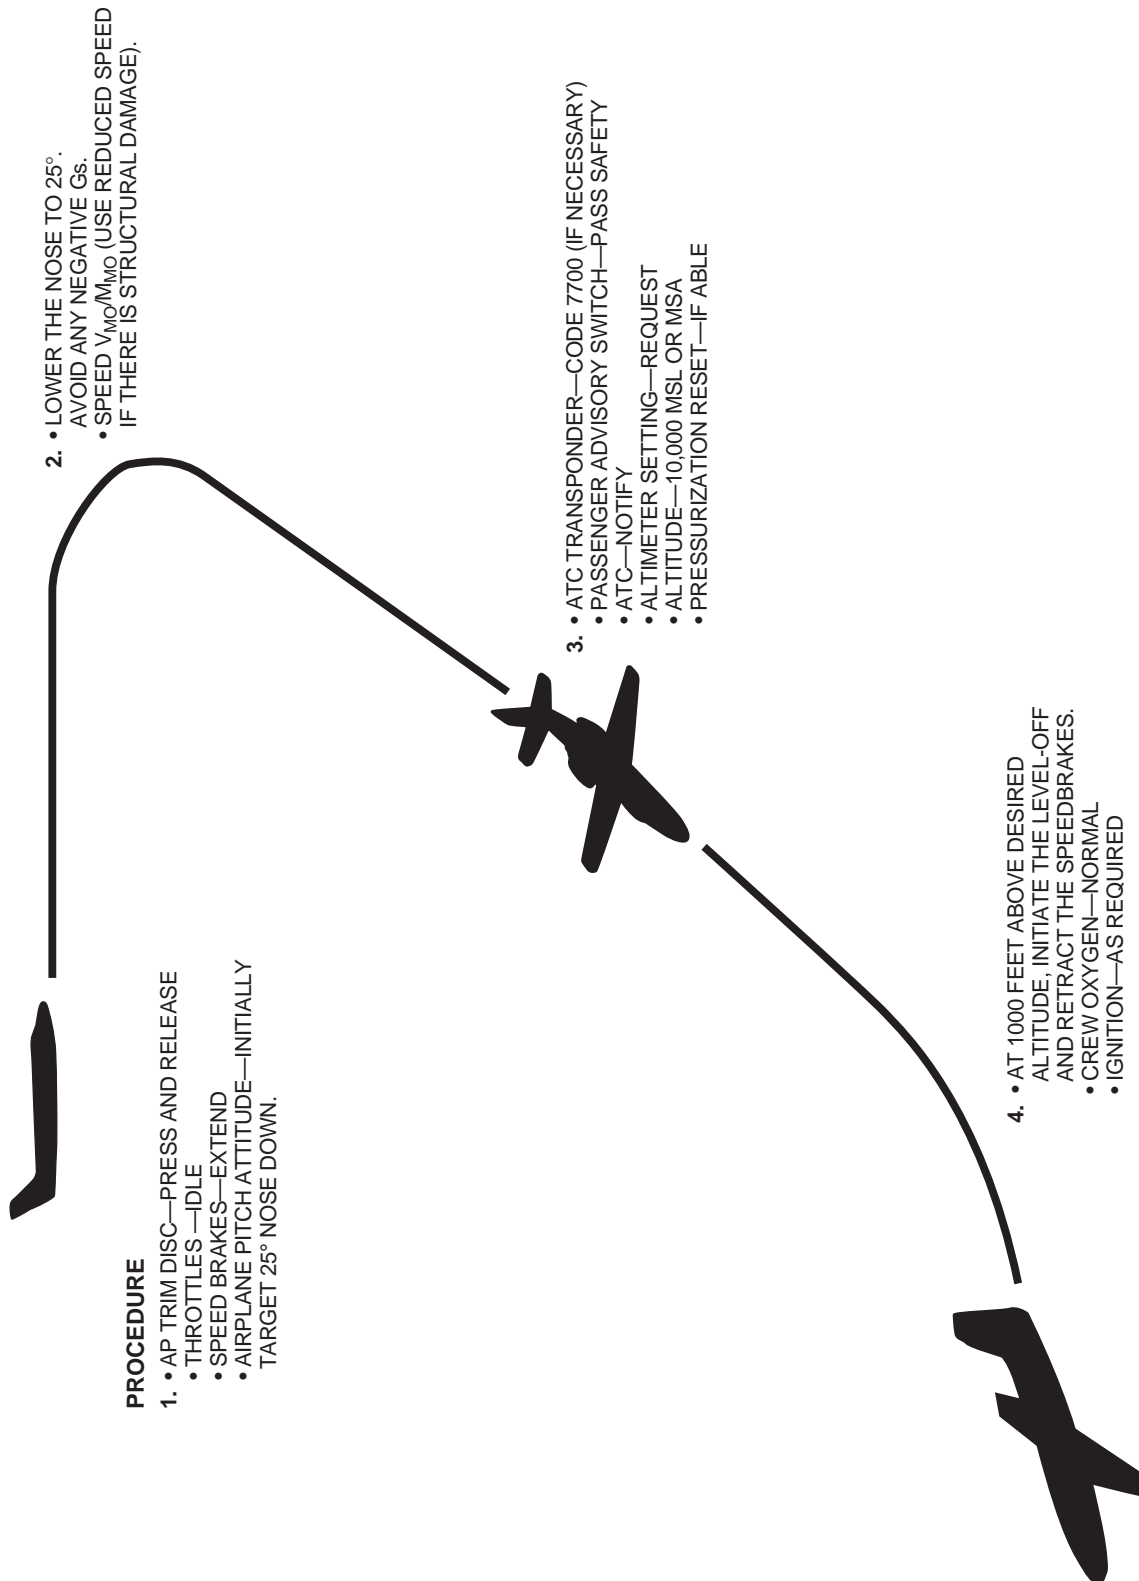 PROCEDURE
1. • AP TRIM DISC—PRESS AND RELEASE
• THROTTLES —IDLE
• SPEED BRAKES—EXTEND
• AIRPLANE PITCH ATTITUDE—INITIALLY
TARGET 25° NOSE DOWN.
2. • LOWER THE NOSE TO 25°.
AVOID ANY NEGATIVE Gs.
• SPEED VMO/MMO (USE REDUCED SPEED
IF THERE IS STRUCTURAL DAMAGE).
3. • ATC TRANSPONDER—CODE 7700 (IF NECESSARY)
• PASSENGER ADVISORY SWITCH—PASS SAFETY
• ATC—NOTIFY
• ALTIMETER SETTING—REQUEST
• ALTITUDE—10,000 MSL OR MSA
• PRESSURIZATION RESET—IF ABLE
4. • AT 1000 FEET ABOVE DESIRED
ALTITUDE, INITIATE THE LEVEL-OFF
AND RETRACT THE SPEEDBRAKES.
• CREW OXYGEN—NORMAL
• IGNITION—AS REQUIRED